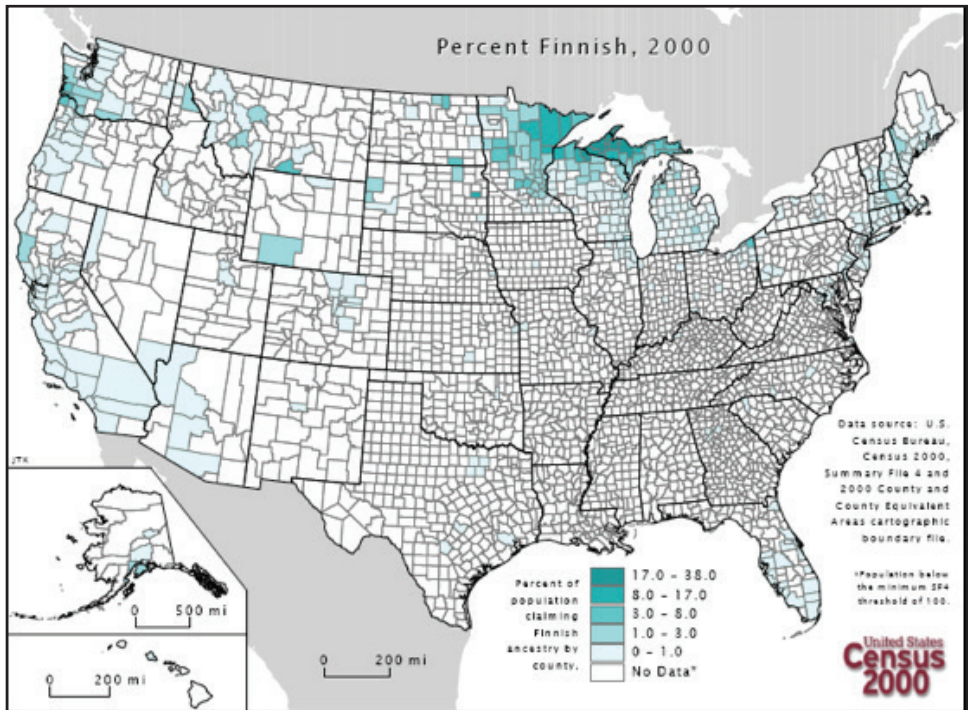 Percent Finnish, 2000
Data source: U.S.
Census Bureau,
Census 2000,
Summary File 4 and
2000 County and
County Equivalent
Areas cartographic
boundary file.
*Population below
the minimum SF4
threshold of 100.
JTK
0 500 mi
0 200 mi
0 200 mi
Percent of
population
claiming
Finnish
ancestry by
county.
17.0 - 38.0
8.0 - 17.0
3.0 - 8.0
1.0 - 3.0
0 - 1.0
No Data*
United States
Census
2000